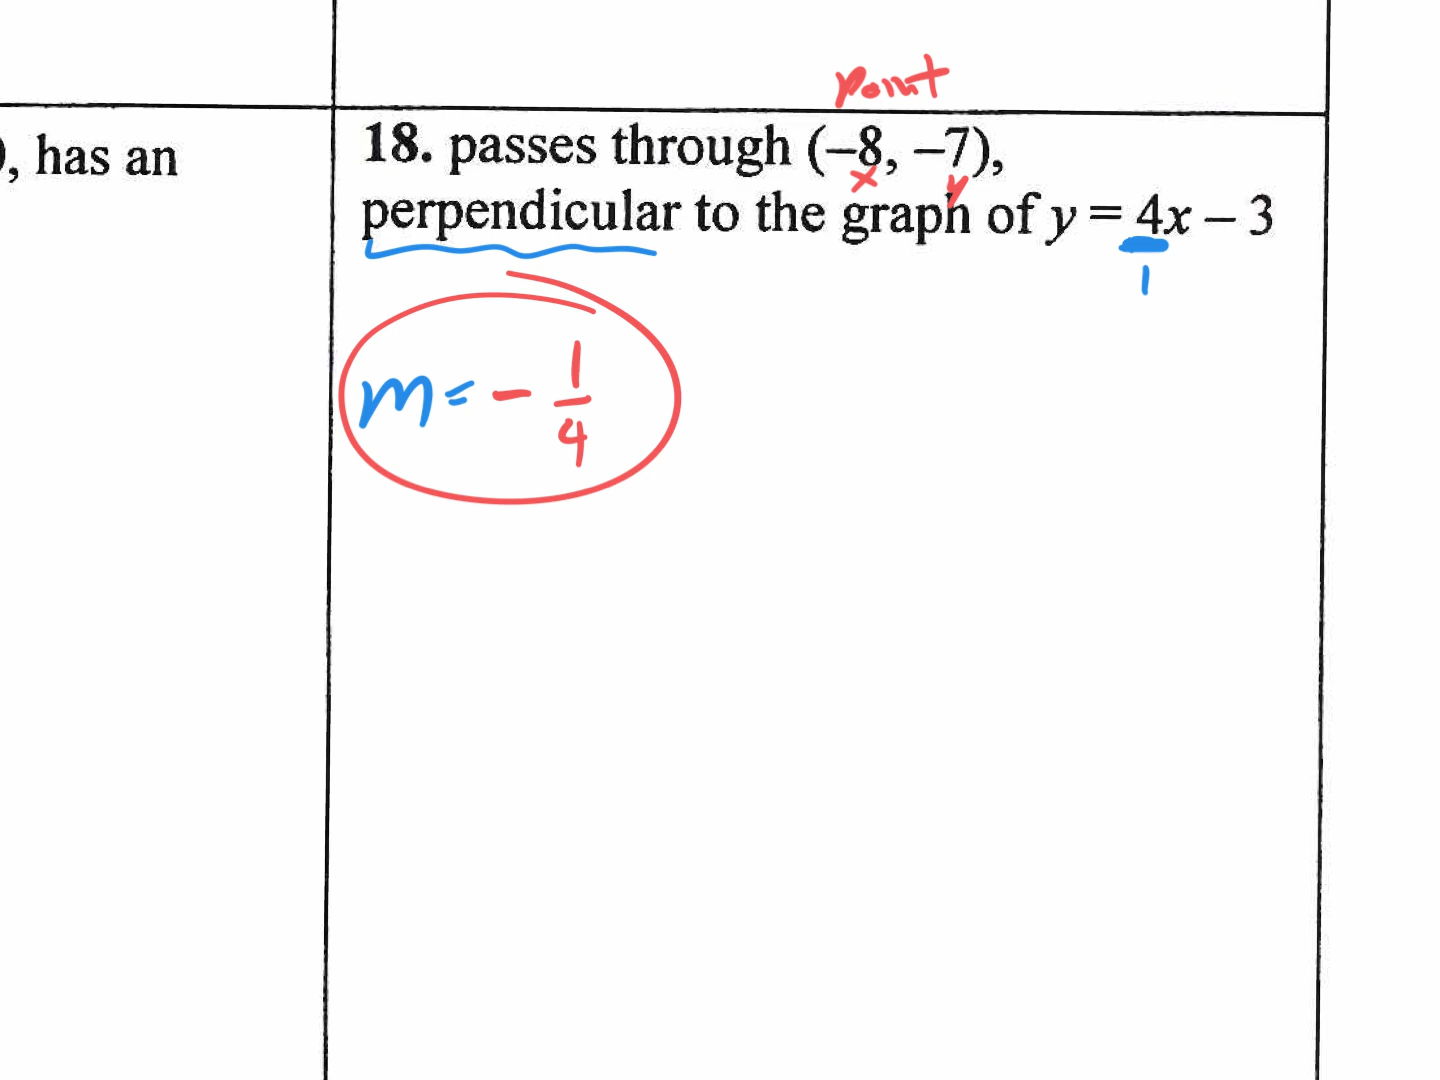 point
), has an
18. passes through (–8, –7),
x y
perpendicular to the graph of y = 4x – 3
1
m = - 1/4